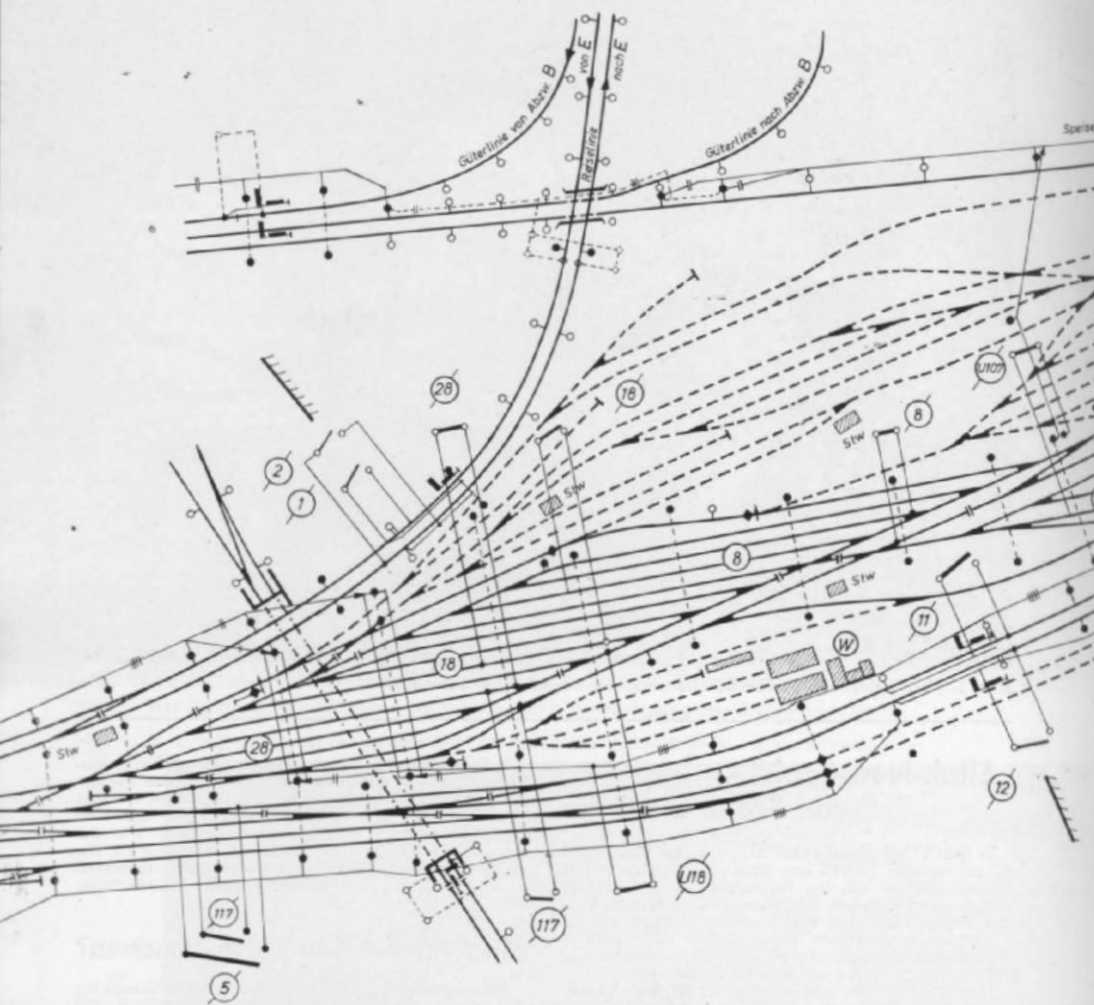 Güterlinie von Abzw B
von E
nach E
Reiselinie
Güterlinie nach Abzw B
Speise
28
18
U107
8
Stw
2
1
Stw
8
Stw
11
W
18
28
Stw
12
U18
117
117
5